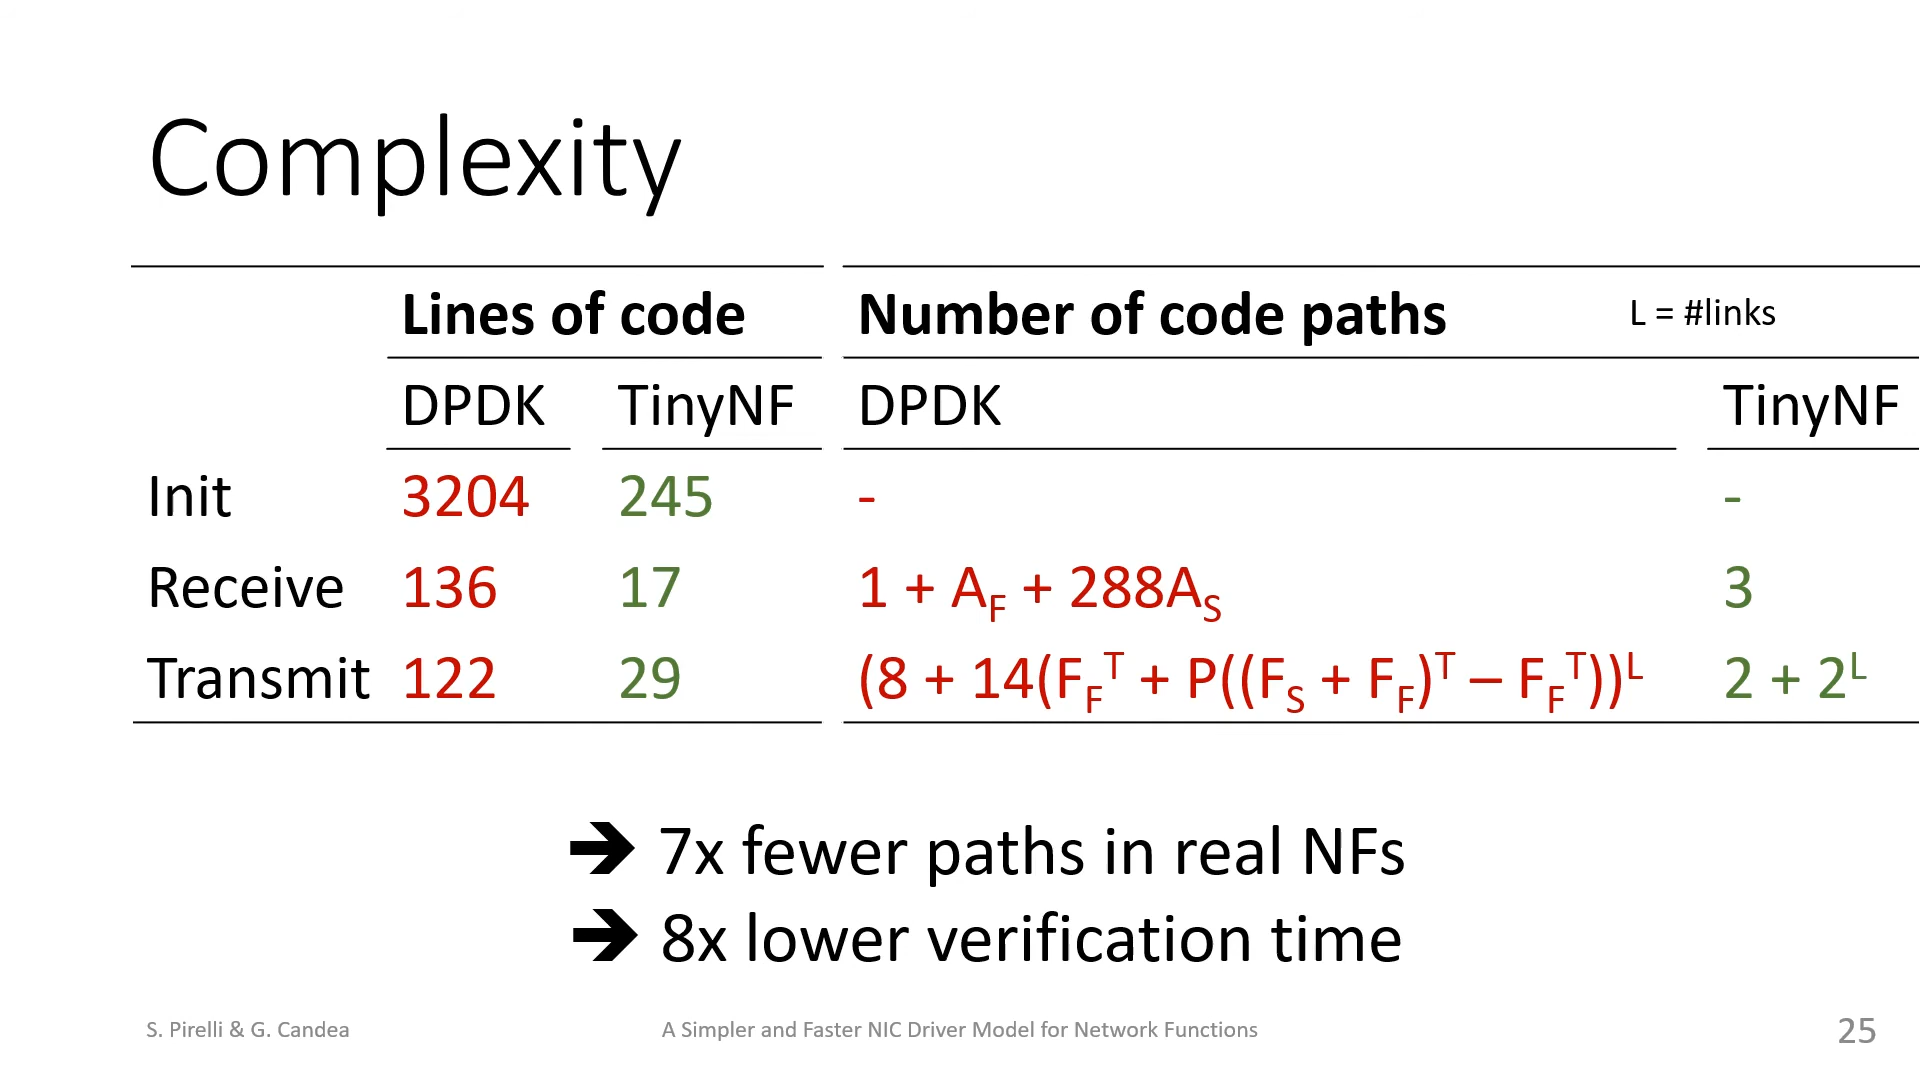 Complexity
Lines of code Number of code paths L = #links
DPDK TinyNF DPDK TinyNF
Init 3204 245 - -
Receive 136 17 1 + A_F + 288A_S 3
Transmit 122 29 (8 + 14(F_F^T + P((F_S + F_F)^T – F_F^T))^L 2 + 2^L
➔ 7x fewer paths in real NFs
➔ 8x lower verification time
S. Pirelli & G. Candea A Simpler and Faster NIC Driver Model for Network Functions 25